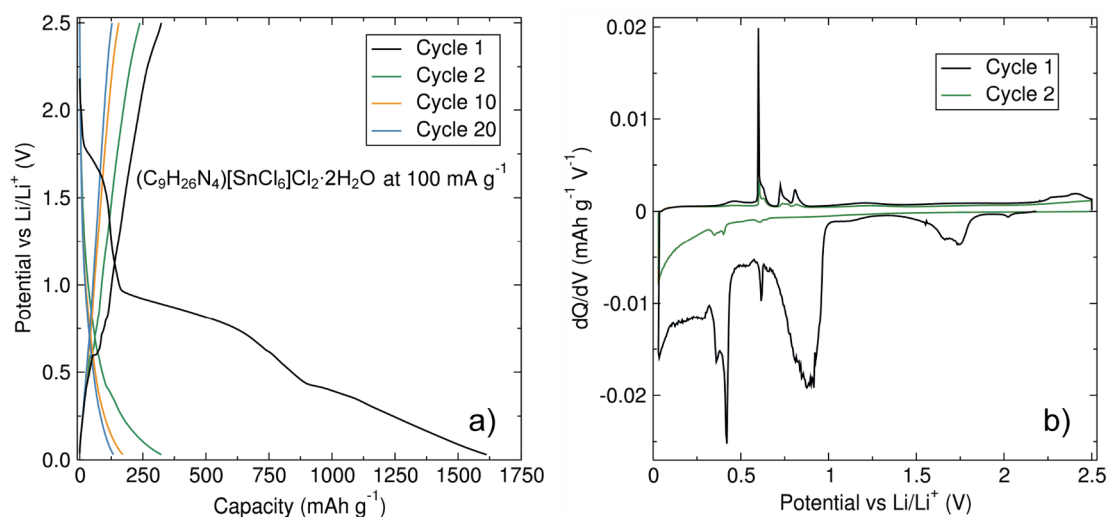 2.5
2.0
1.5
1.0
0.5
0.0
Potential vs Li/Li⁺ (V)
Cycle 1
Cycle 2
Cycle 10
Cycle 20
(C₉H₂₆N₄)[SnCl₆]Cl₂·2H₂O at 100 mA g⁻¹
a)
0 250 500 750 1000 1250 1500 1750
Capacity (mAh g⁻¹)
b)
0.02
0.01
0
-0.01
-0.02
dQ/dV (mAh g⁻¹ V⁻¹)
Cycle 1
Cycle 2
0 0.5 1 1.5 2 2.5
Potential vs Li/Li⁺ (V)